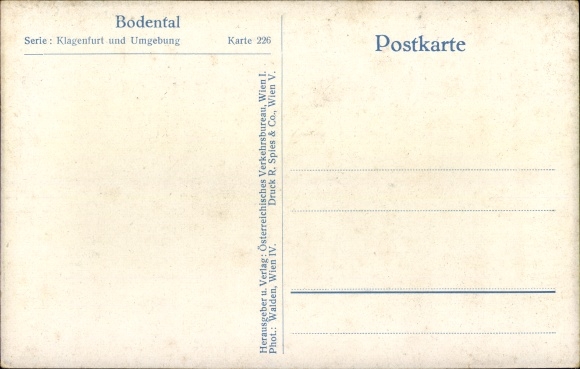 Bodental
Serie: Klagenfurt und Umgebung Karte 226
Postkarte
Herausgeber u. Verlag: Österreichisches Verkehrsbureau, Wien I.
Phot.: Walden, Wien IV. Druck R. Spies & Co., Wien V.